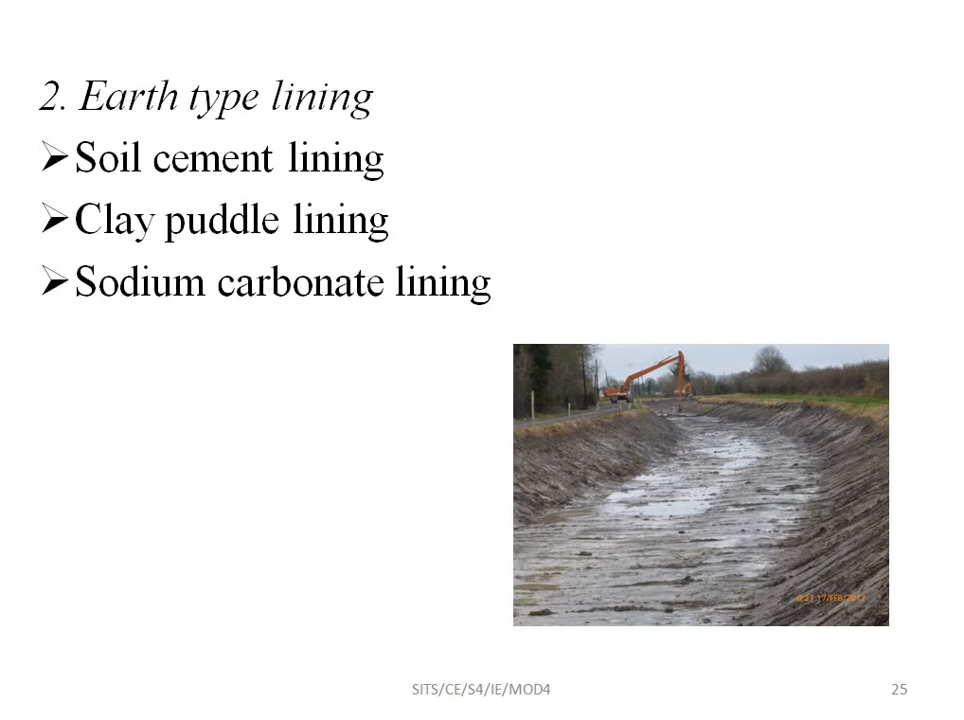 2. Earth type lining
➢Soil cement lining
➢Clay puddle lining
➢Sodium carbonate lining
SITS/CE/S4/IE/MOD4
25